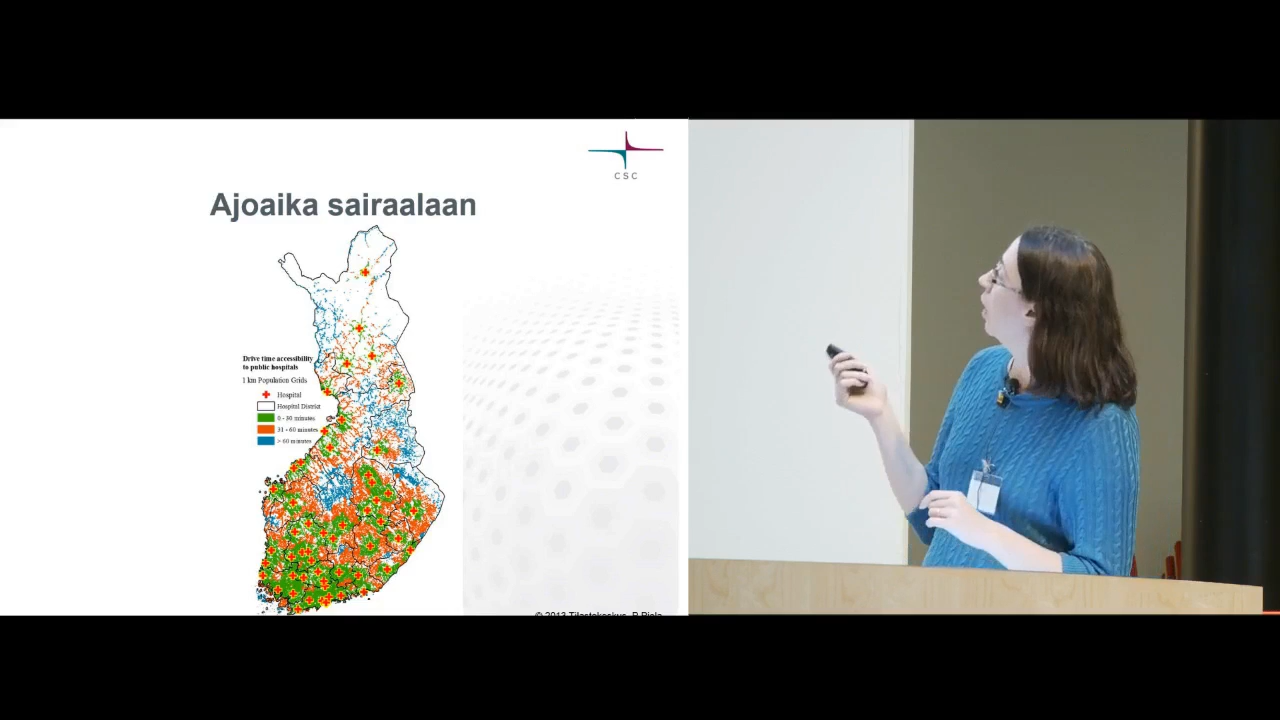 CSC
Ajoaika sairaalaan
Drive time accessibility
to public hospitals
1 km Population Grids
Hospital
Hospital District
0 - 30 minutes
31 - 60 minutes
> 60 minutes
© 2013 Tilastokeskus,